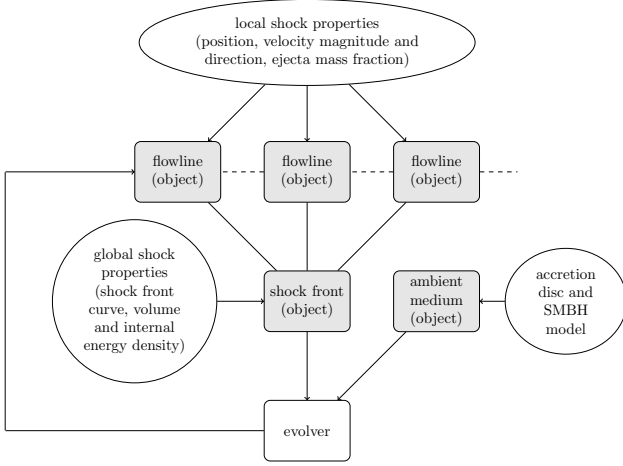 local shock properties
(position, velocity magnitude and
direction, ejecta mass fraction)
flowline
(object)
flowline
(object)
flowline
(object)
global shock
properties
(shock front
curve, volume
and internal
energy density)
shock front
(object)
ambient
medium
(object)
accretion
disc and
SMBH
model
evolver